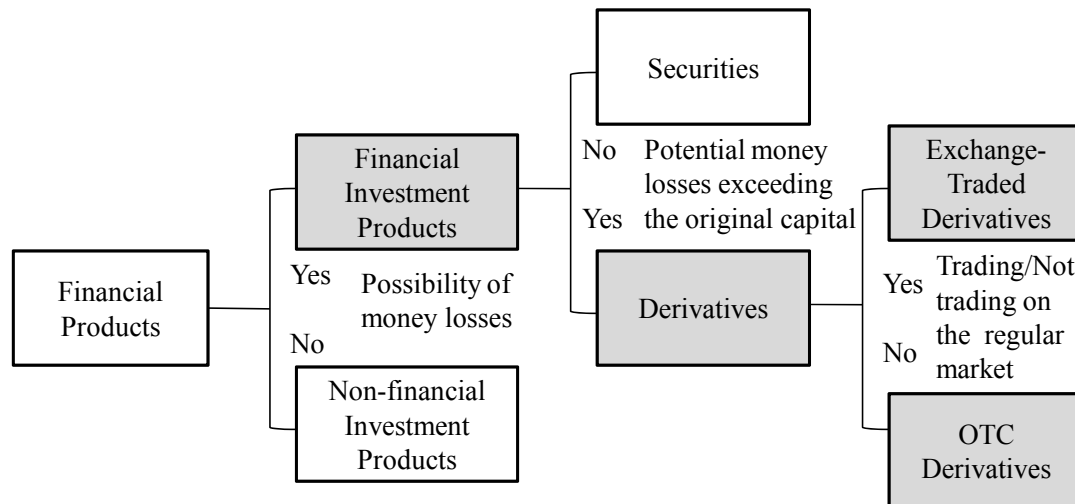 Financial
Products
Financial
Investment
Products
Yes
Possibility of
money losses
No
Non-financial
Investment
Products
Securities
No
Potential money
losses exceeding
Yes
the original capital
Derivatives
Exchange-
Traded
Derivatives
Yes
Trading/Not
trading on
the regular
No
market
OTC
Derivatives